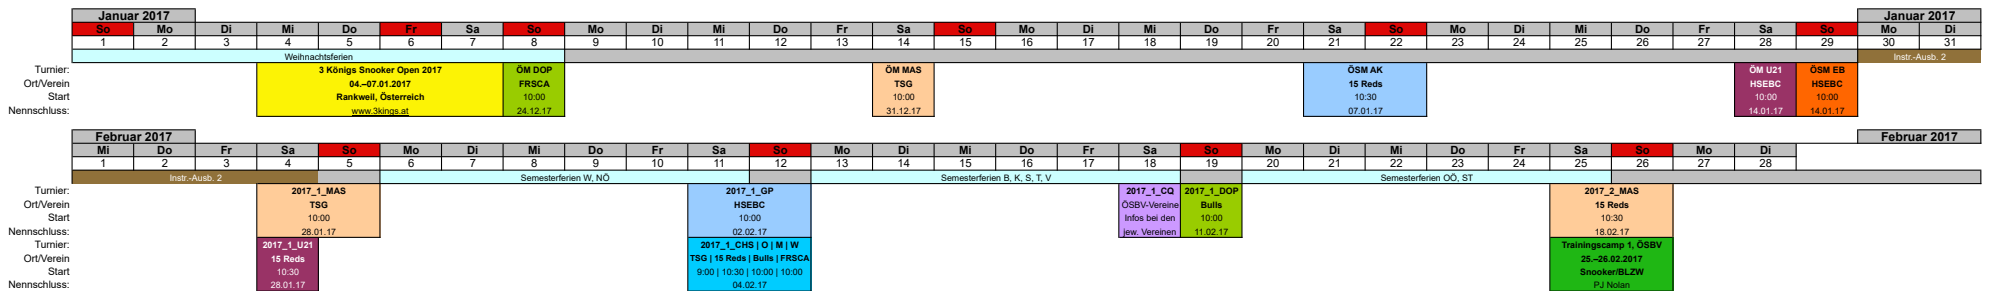 Januar 2017 Januar 2017
So Mo Di Mi Do Fr Sa So Mo Di Mi Do Fr Sa So Mo Di Mi Do Fr Sa So Mo Di Mi Do Fr Sa So Mo Di
1 2 3 4 5 6 7 8 9 10 11 12 13 14 15 16 17 18 19 20 21 22 23 24 25 26 27 28 29 30 31
Weihnachtsferien Instr.-Ausb. 2
Turnier: 3 Königs Snooker Open 2017 ÖM DOP ÖM MAS ÖSM AK ÖM U21 ÖSM EB
Ort/Verein 04.–07.01.2017 FRSCA TSG 15 Reds HSEBC HSEBC
Start Rankweil, Österreich 10:00 10:00 10:30 10:00 10:00
Nennschluss: www.3kings.at 24.12.17 31.12.17 07.01.17 14.01.17 14.01.17
Februar 2017 Februar 2017
Mi Do Fr Sa So Mo Di Mi Do Fr Sa So Mo Di Mi Do Fr Sa So Mo Di Mi Do Fr Sa So Mo Di
1 2 3 4 5 6 7 8 9 10 11 12 13 14 15 16 17 18 19 20 21 22 23 24 25 26 27 28
Instr.-Ausb. 2 Semesterferien W, NÖ Semesterferien B, K, S, T, V Semesterferien OÖ, ST
Turnier: 2017_1_MAS 2017_1_GP 2017_1_CQ 2017_1_DOP 2017_2_MAS
Ort/Verein TSG HSEBC ÖSBV-Vereine Bulls 15 Reds
Start 10:00 10:00 Infos bei den 10:00 10:30
Nennschluss: 28.01.17 02.02.17 jew. Vereinen 11.02.17 18.02.17
Turnier: 2017_1_U21 2017_1_CHS | O | M | W Trainingscamp 1, ÖSBV
Ort/Verein 15 Reds TSG | 15 Reds | Bulls | FRSCA 25.–26.02.2017
Start 10:30 9:00 | 10:30 | 10:00 | 10:00 Snooker/BLZW
Nennschluss: 28.01.17 04.02.17 PJ Nolan